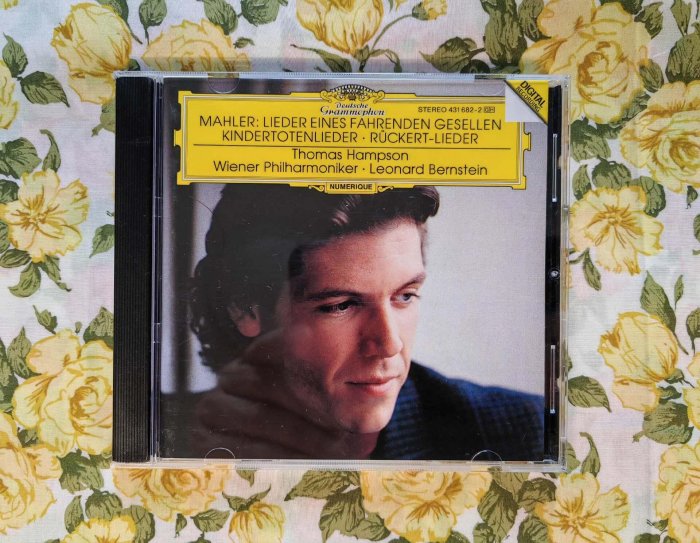 Deutsche
Grammophon
STEREO 431 682-2
MAHLER: LIEDER EINES FAHRENDEN GESELLEN
KINDERTOTENLIEDER · RÜCKERT-LIEDER
Thomas Hampson
Wiener Philharmoniker · Leonard Bernstein
NUMERIQUE
DIGITAL